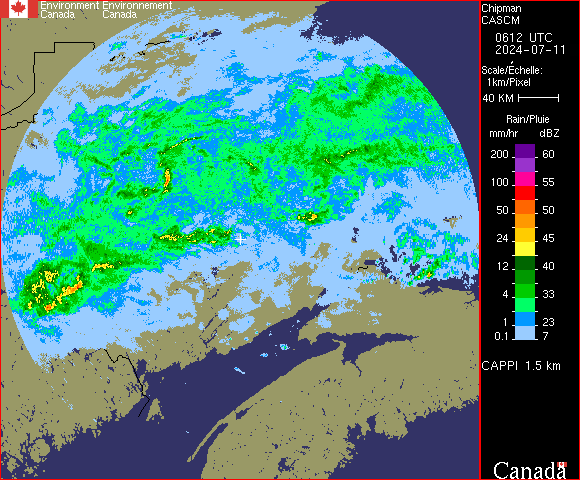 Environment Environnement
Canada Canada
Chipman
CASCM
0612 UTC
2024-07-11
Scale/Échelle:
1km/Pixel
40 KM
Rain/Pluie
mm/hr dBZ
200 60
100 55
50 50
24 45
12 40
4 33
2 23
0.1 7
CAPPI 1.5 km
Canada